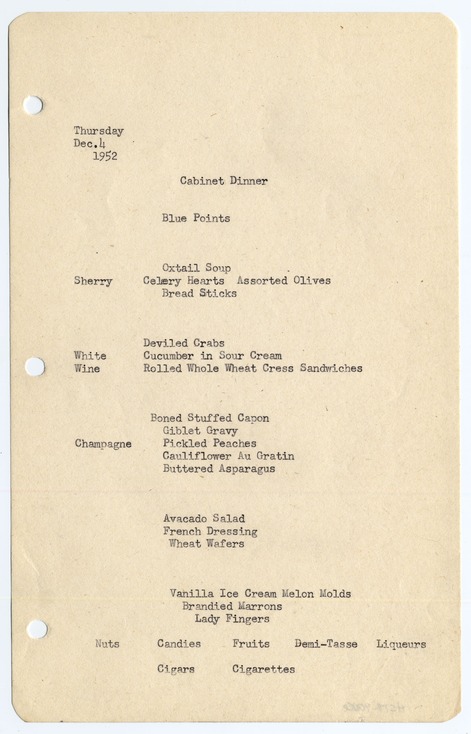 Thursday
Dec.4
1952
Cabinet Dinner
Blue Points
Oxtail Soup
Sherry Celery Hearts Assorted Olives
Bread Sticks
Deviled Crabs
White Cucumber in Sour Cream
Wine Rolled Whole Wheat Cress Sandwiches
Boned Stuffed Capon
Giblet Gravy
Champagne Pickled Peaches
Cauliflower Au Gratin
Buttered Asparagus
Avacado Salad
French Dressing
Wheat Wafers
Vanilla Ice Cream Melon Molds
Brandied Marrons
Lady Fingers
Nuts Candies Fruits Demi-Tasse Liqueurs
Cigars Cigarettes